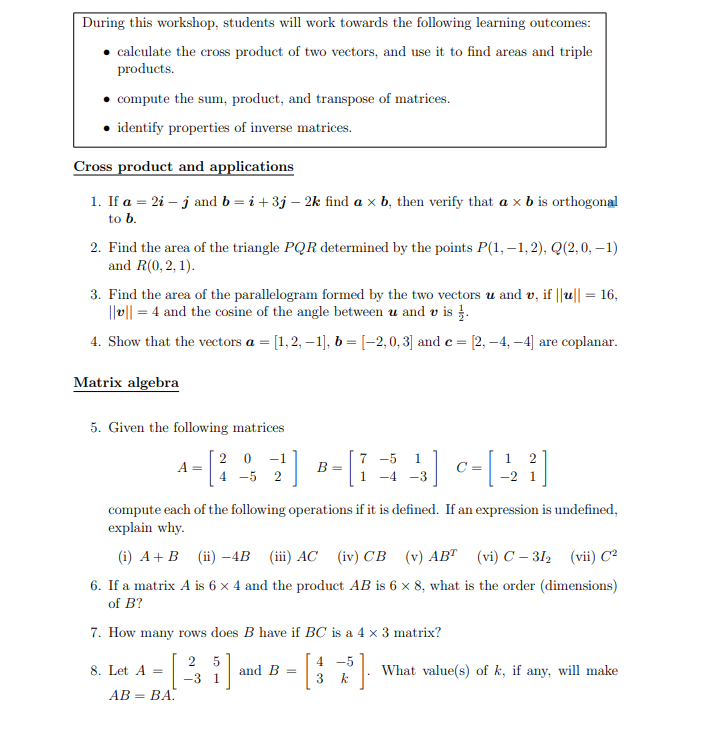 During this workshop, students will work towards the following learning outcomes:
• calculate the cross product of two vectors, and use it to find areas and triple
products.
• compute the sum, product, and transpose of matrices.
• identify properties of inverse matrices.
Cross product and applications
1. If a = 2i − j and b = i + 3j − 2k find a × b, then verify that a × b is orthogonal
to b.
2. Find the area of the triangle PQR determined by the points P(1, −1, 2), Q(2, 0, −1)
and R(0, 2, 1).
3. Find the area of the parallelogram formed by the two vectors u and v, if ||u|| = 16,
||v|| = 4 and the cosine of the angle between u and v is 1/2.
4. Show that the vectors a = [1, 2, −1], b = [−2, 0, 3] and c = [2, −4, −4] are coplanar.
Matrix algebra
5. Given the following matrices
A = [ 2 0 −1 ; 4 −5 2 ] B = [ 7 −5 1 ; 1 −4 −3 ] C = [ 1 2 ; −2 1 ]
compute each of the following operations if it is defined. If an expression is undefined,
explain why.
(i) A + B (ii) −4B (iii) AC (iv) CB (v) ABᵀ (vi) C − 3I₂ (vii) C²
6. If a matrix A is 6 × 4 and the product AB is 6 × 8, what is the order (dimensions)
of B?
7. How many rows does B have if BC is a 4 × 3 matrix?
8. Let A = [ 2 5 ; −3 1 ] and B = [ 4 −5 ; 3 k ]. What value(s) of k, if any, will make
AB = BA.